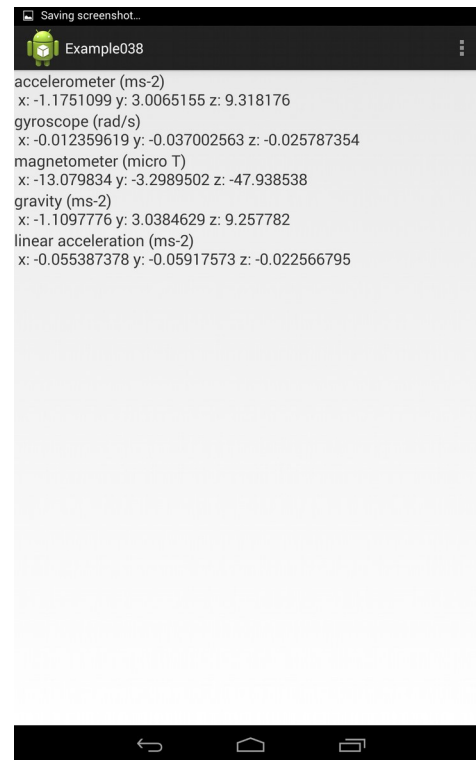 Saving screenshot...
Example038
accelerometer (ms-2)
x: -1.1751099 y: 3.0065155 z: 9.318176
gyroscope (rad/s)
x: -0.012359619 y: -0.037002563 z: -0.025787354
magnetometer (micro T)
x: -13.079834 y: -3.2989502 z: -47.938538
gravity (ms-2)
x: -1.1097776 y: 3.0384629 z: 9.257782
linear acceleration (ms-2)
x: -0.055387378 y: -0.05917573 z: -0.022566795